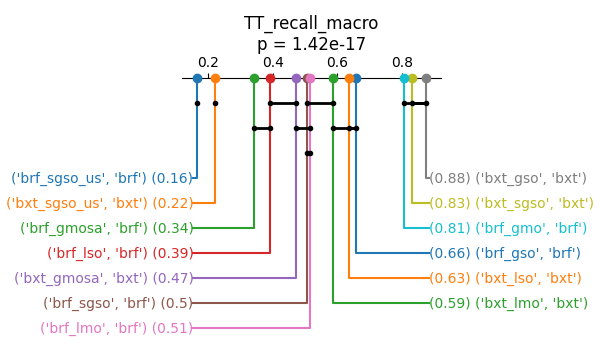 TT_recall_macro
p = 1.42e-17
0.2 0.4 0.6 0.8
('brf_sgso_us', 'brf') (0.16) (0.88) ('bxt_gso', 'bxt')
('bxt_sgso_us', 'bxt') (0.22) (0.83) ('bxt_sgso', 'bxt')
('brf_gmosa', 'brf') (0.34) (0.81) ('brf_gmo', 'brf')
('brf_lso', 'brf') (0.39) (0.66) ('brf_gso', 'brf')
('bxt_gmosa', 'bxt') (0.47) (0.63) ('bxt_lso', 'bxt')
('brf_sgso', 'brf') (0.5) (0.59) ('bxt_lmo', 'bxt')
('brf_lmo', 'brf') (0.51)